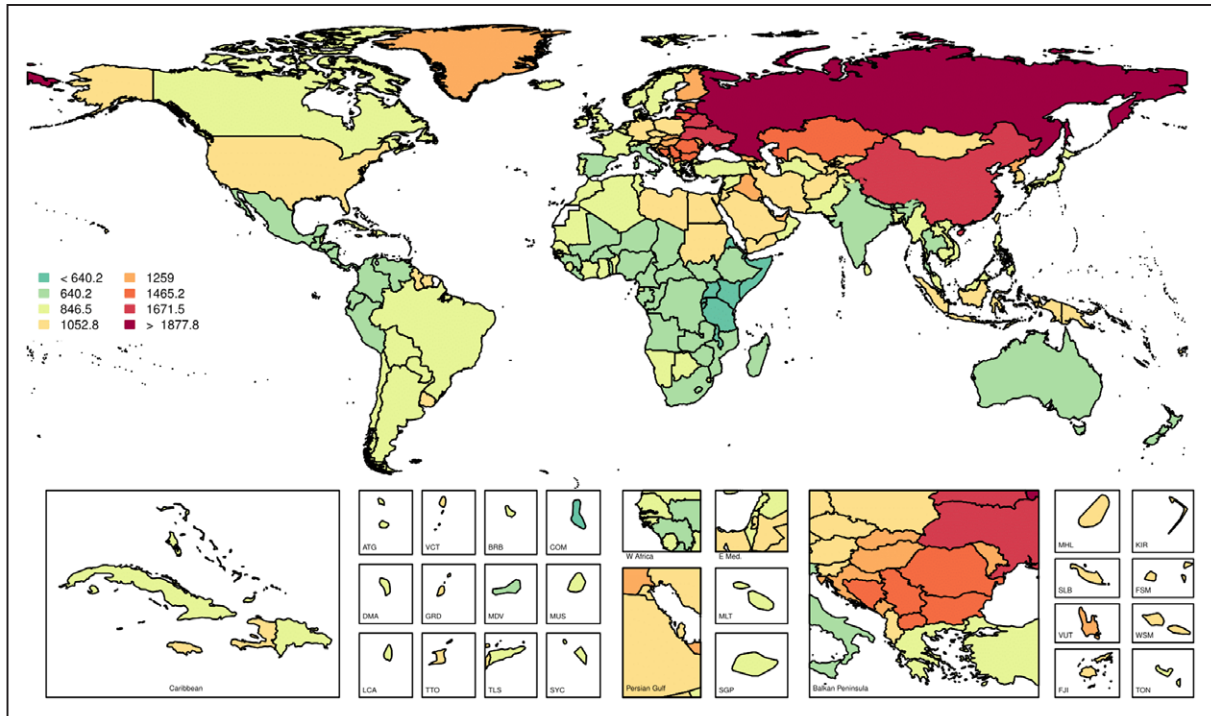 < 640.2 1259
640.2 1465.2
846.5 1671.5
1052.8 > 1877.8
ATG VCT BRB COM
DMA GRD MDV MUS
LCA TTO TLS SYC
Caribbean
W Africa E Med.
Persian Gulf
MLT
SGP
Balkan Peninsula
MHL KIR
SLB FSM
VUT WSM
FJI TON